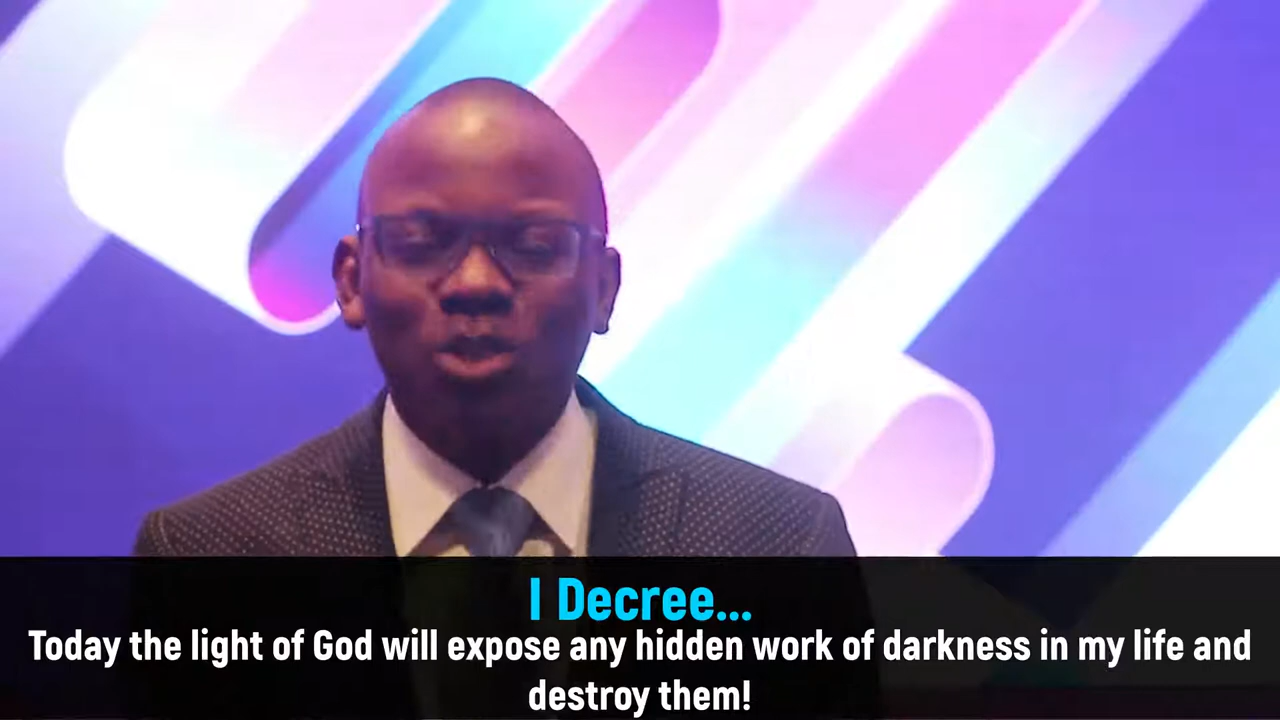 I Decree...
Today the light of God will expose any hidden work of darkness in my life and
destroy them!